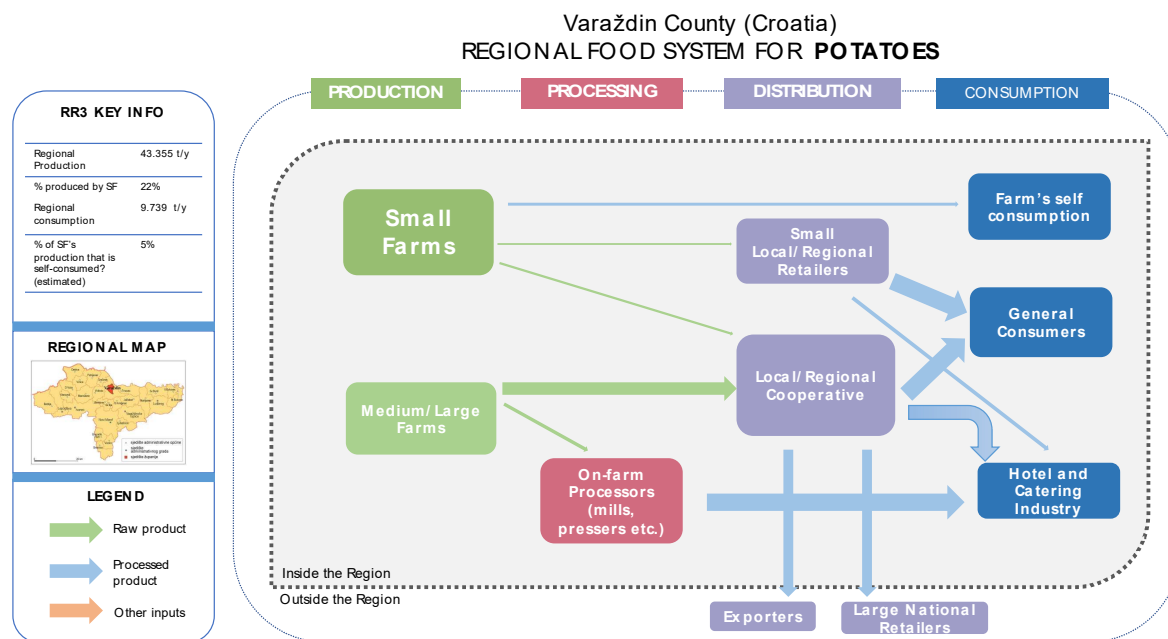 Varaždin County (Croatia)
REGIONAL FOOD SYSTEM FOR POTATOES
PRODUCTION
PROCESSING
DISTRIBUTION
CONSUMPTION
RR3 KEY INFO
Regional
Production
43.355 t/y
% produced by SF
22%
Regional
consumption
9.739 t/y
% of SF's
production that is
self-consumed?
(estimated)
5%
REGIONAL MAP
LEGEND
Raw product
Processed
product
Other inputs
Small
Farms
Medium/ Large
Farms
On-farm
Processors
(mills,
pressers etc.)
Small
Local/ Regional
Retailers
Local/ Regional
Cooperative
Farm's self
consumption
General
Consumers
Hotel and
Catering
Industry
Inside the Region
Outside the Region
Exporters
Large National
Retailers